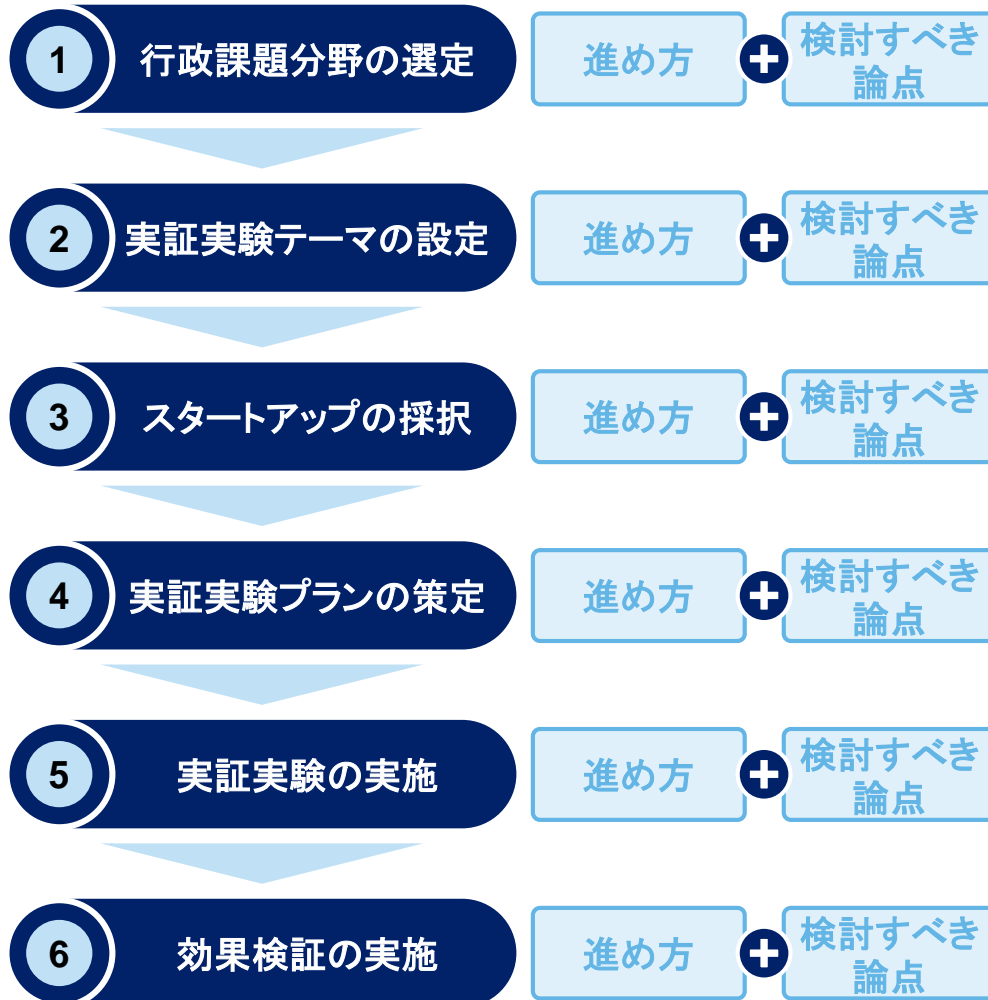 1
行政課題分野の選定
進め方
検討すべき
論点
2
実証実験テーマの設定
進め方
検討すべき
論点
3
スタートアップの採択
進め方
検討すべき
論点
4
実証実験プランの策定
進め方
検討すべき
論点
5
実証実験の実施
進め方
検討すべき
論点
6
効果検証の実施
進め方
検討すべき
論点